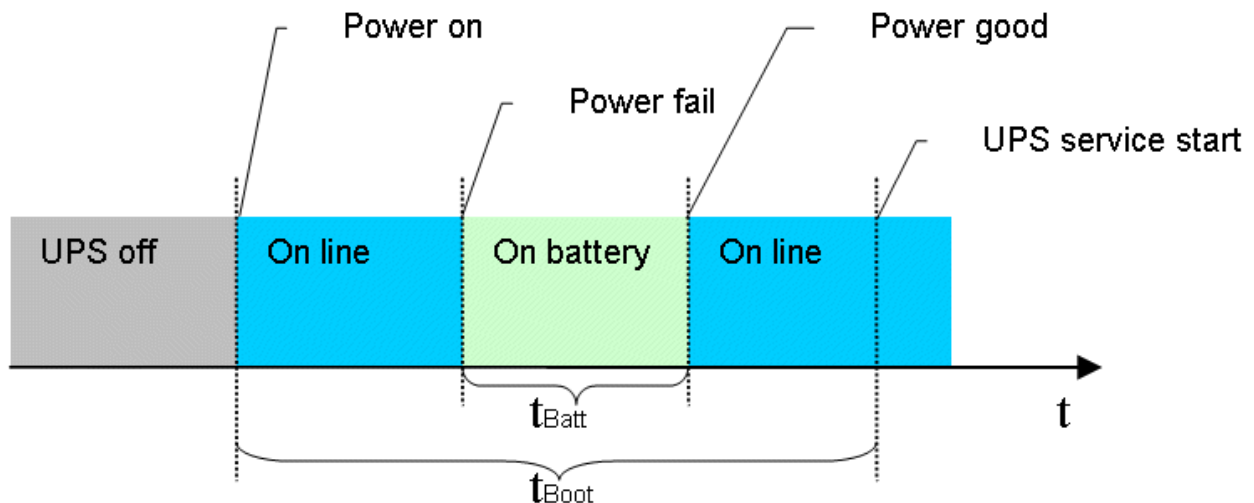 Power on
Power good
Power fail
UPS service start
UPS off
On line
On battery
On line
tBatt
t
tBoot